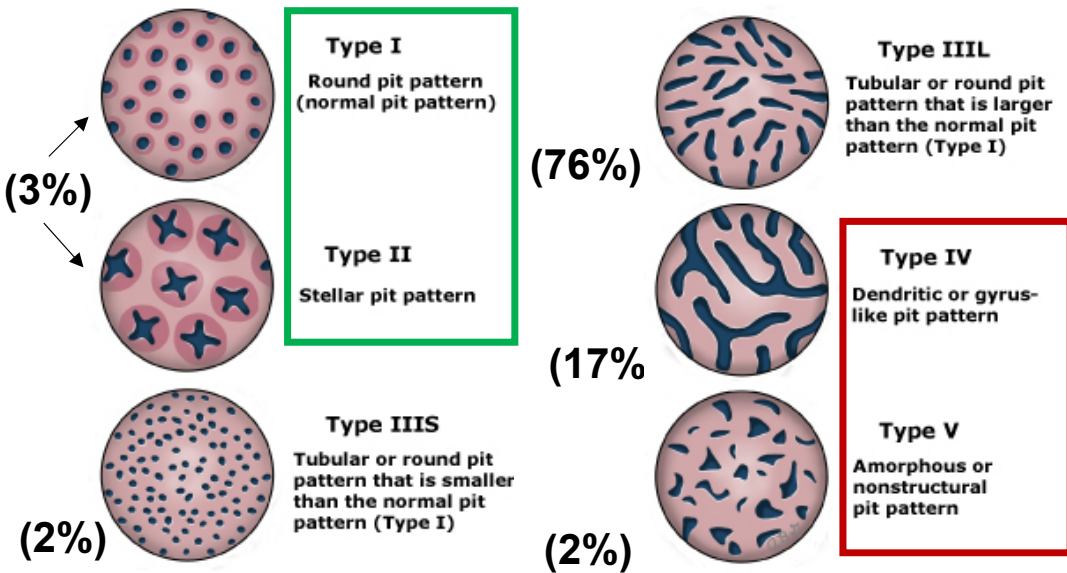 Type I
Round pit pattern
(normal pit pattern)
(3%)
Type II
Stellar pit pattern
Type IIIS
Tubular or round pit
pattern that is smaller
than the normal pit
pattern (Type I)
(2%)
Type IIIL
Tubular or round pit
pattern that is larger
than the normal pit
pattern (Type I)
(76%)
Type IV
Dendritic or gyrus-
like pit pattern
(17%
Type V
Amorphous or
nonstructural
pit pattern
(2%)